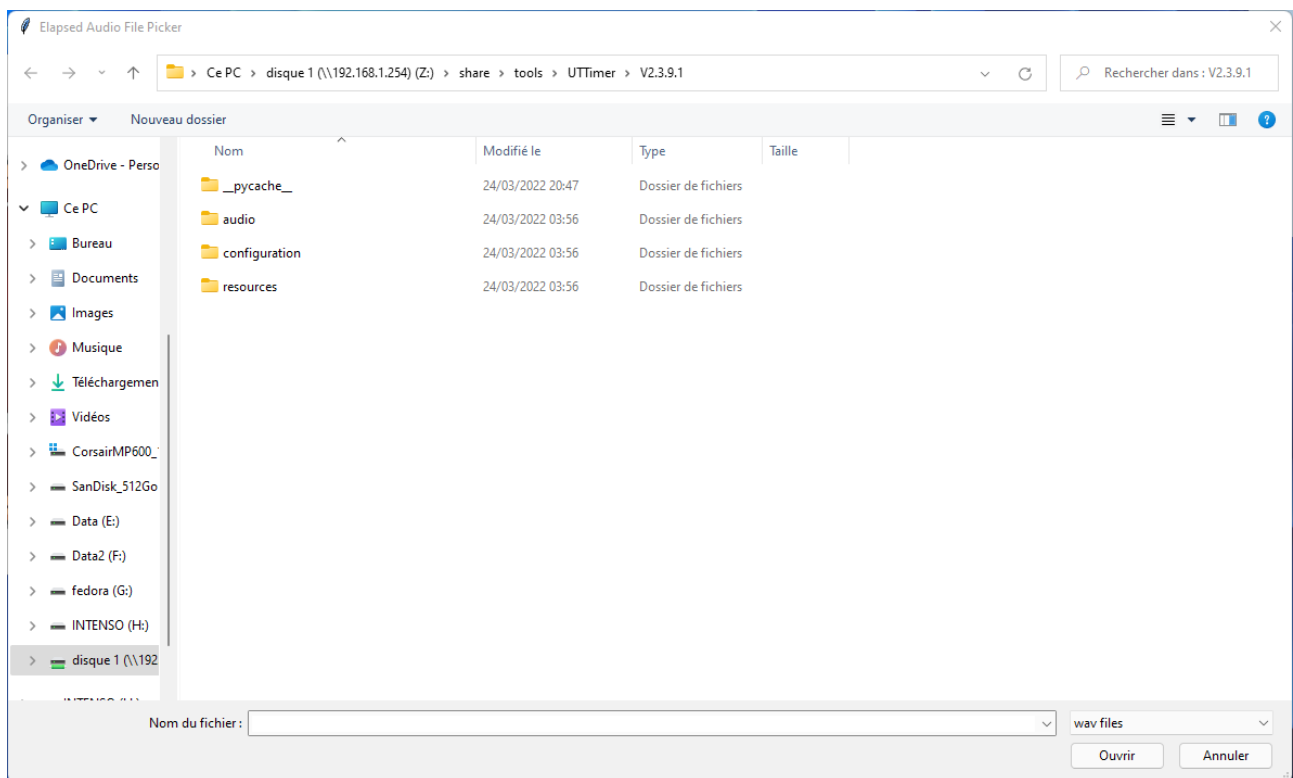 Elapsed Audio File Picker
Ce PC > disque 1 (\\192.168.1.254) (Z:) > share > tools > UTTimer > V2.3.9.1
Rechercher dans : V2.3.9.1
Organiser
Nouveau dossier
Nom Modifié le Type Taille
OneDrive - Perso
Ce PC
Bureau
Documents
Images
Musique
Téléchargemen
Vidéos
CorsairMP600_
SanDisk_512Go
Data (E:)
Data2 (F:)
fedora (G:)
INTENSO (H:)
disque 1 (\\192
__pycache__ 24/03/2022 20:47 Dossier de fichiers
audio 24/03/2022 03:56 Dossier de fichiers
configuration 24/03/2022 03:56 Dossier de fichiers
resources 24/03/2022 03:56 Dossier de fichiers
Nom du fichier :
wav files
Ouvrir Annuler